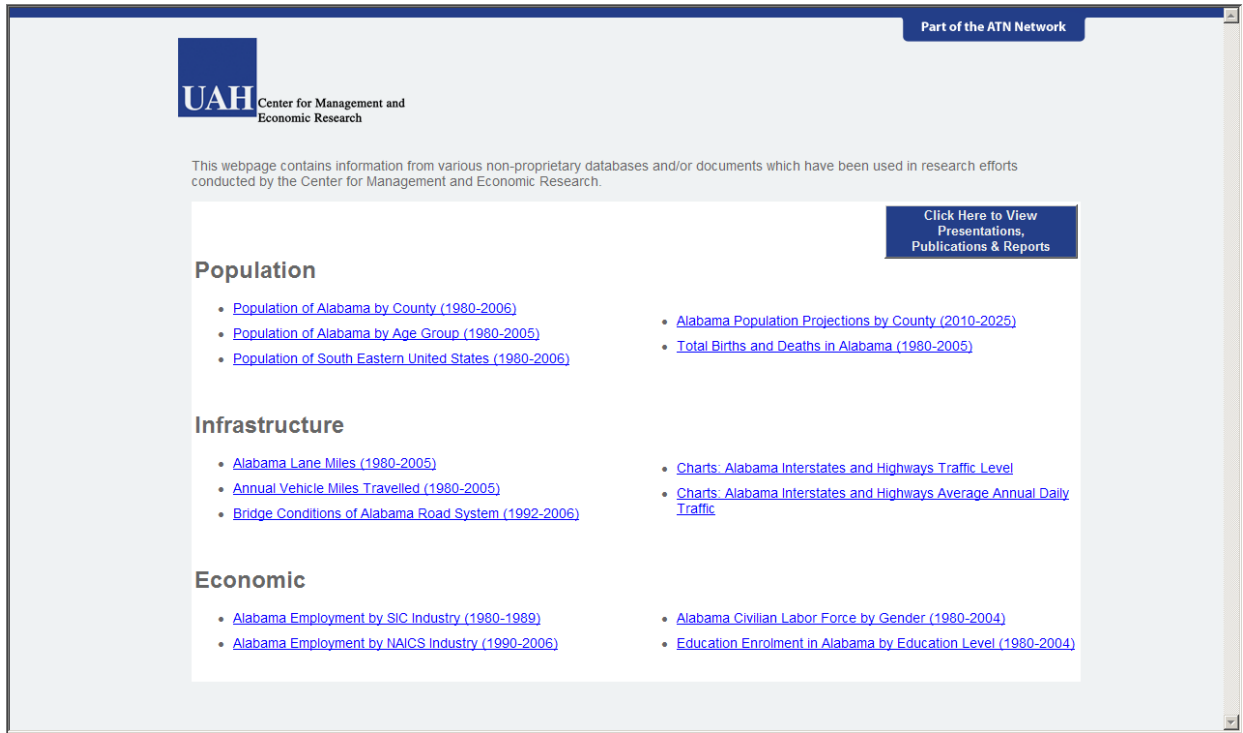 Part of the ATN Network
UAH Center for Management and
Economic Research
This webpage contains information from various non-proprietary databases and/or documents which have been used in research efforts
conducted by the Center for Management and Economic Research.
Click Here to View
Presentations,
Publications & Reports
Population
Population of Alabama by County (1980-2006)
Population of Alabama by Age Group (1980-2005)
Population of South Eastern United States (1980-2006)
Alabama Population Projections by County (2010-2025)
Total Births and Deaths in Alabama (1980-2005)
Infrastructure
Alabama Lane Miles (1980-2005)
Annual Vehicle Miles Travelled (1980-2005)
Bridge Conditions of Alabama Road System (1992-2006)
Charts: Alabama Interstates and Highways Traffic Level
Charts: Alabama Interstates and Highways Average Annual Daily
Traffic
Economic
Alabama Employment by SIC Industry (1980-1989)
Alabama Employment by NAICS Industry (1990-2006)
Alabama Civilian Labor Force by Gender (1980-2004)
Education Enrolment in Alabama by Education Level (1980-2004)